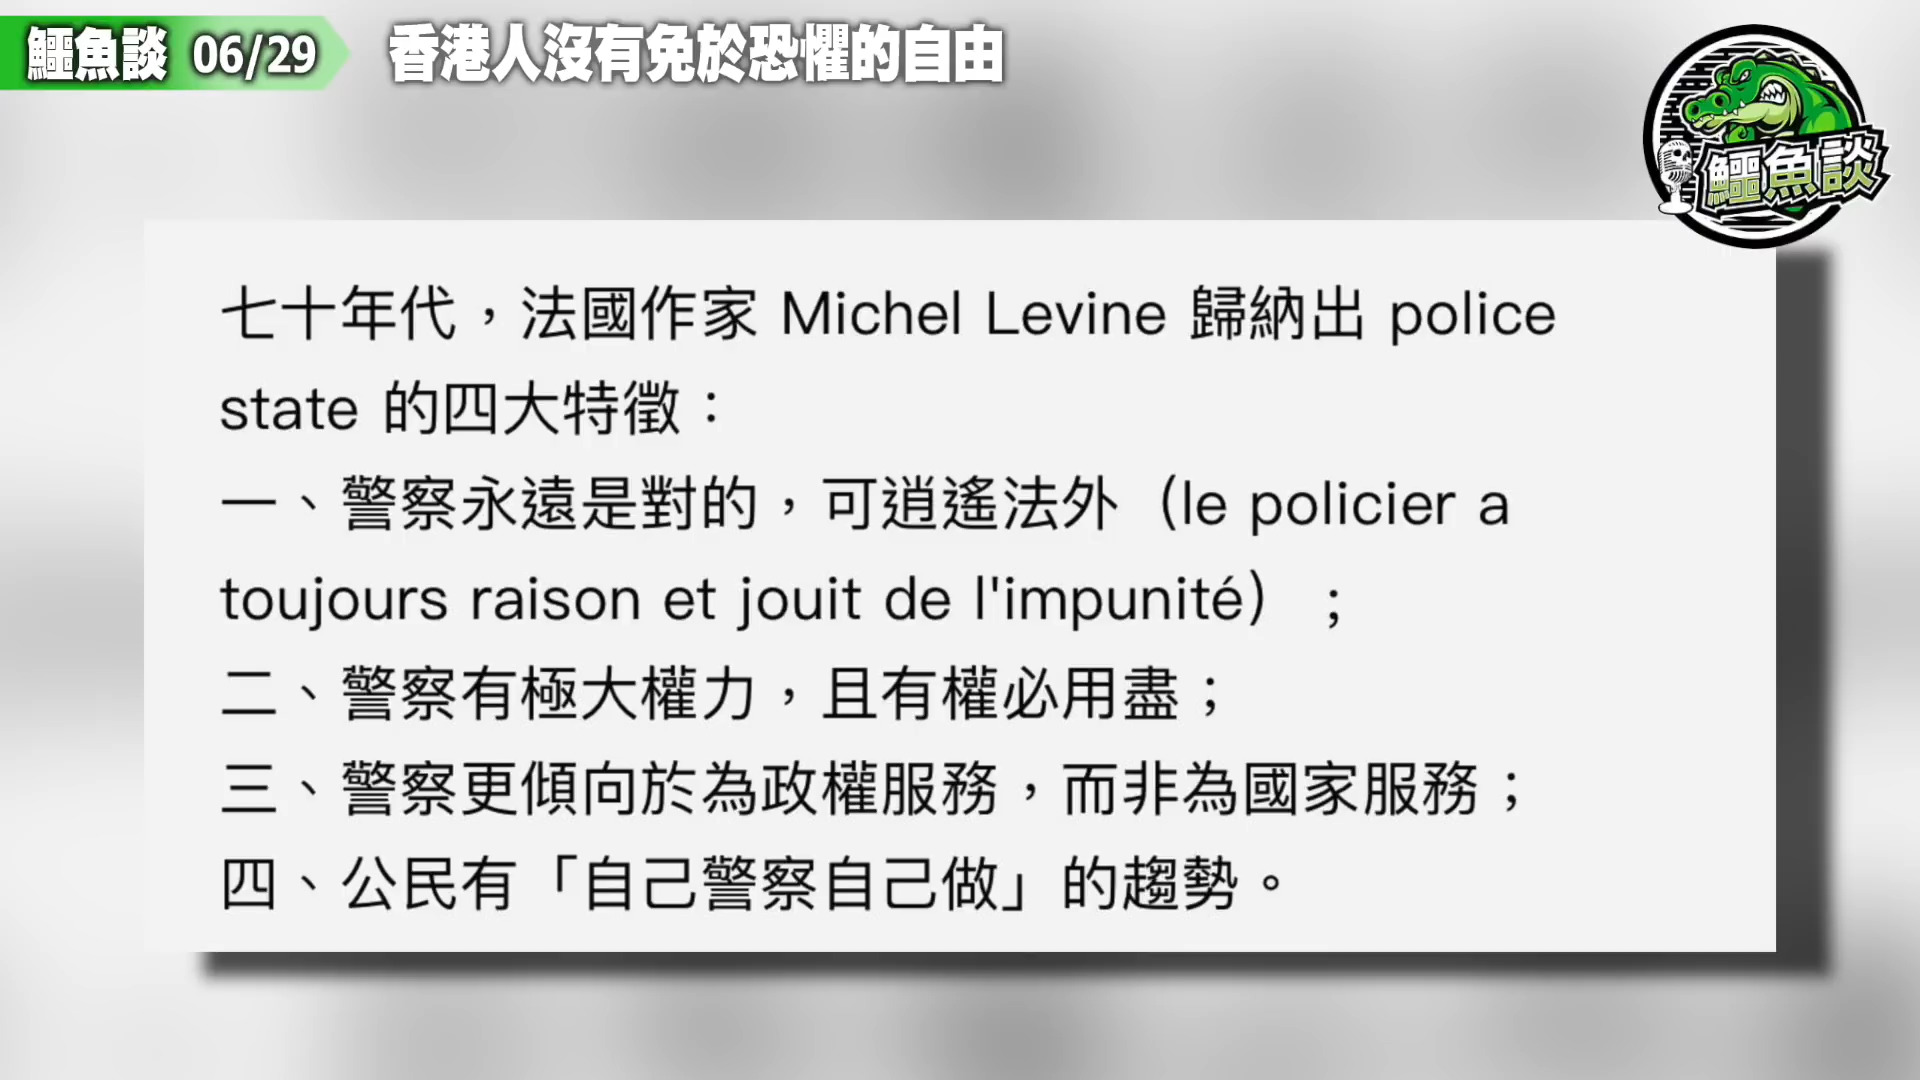 鱷魚談 06/29 香港人沒有免於恐懼的自由
鱷魚談
七十年代，法國作家 Michel Levine 歸納出 police
state 的四大特徵：
一、警察永遠是對的，可逍遙法外（le policier a
toujours raison et jouit de l'impunité）；
二、警察有極大權力，且有權必用盡；
三、警察更傾向於為政權服務，而非為國家服務；
四、公民有「自己警察自己做」的趨勢。